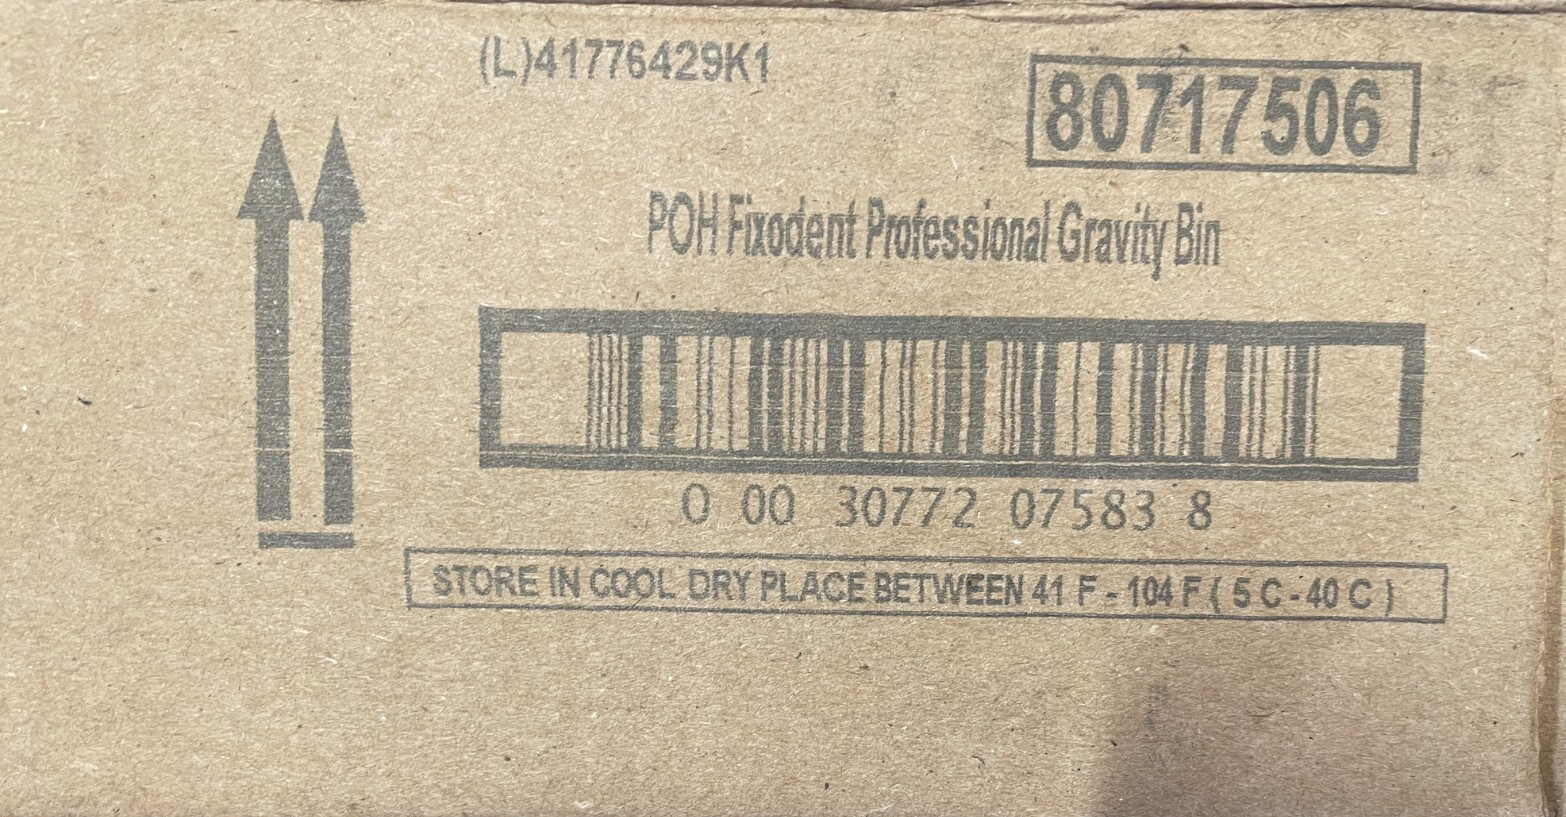 (L)41776429K1
80717506
POH Fixodent Professional Gravity Bin
0 00 30772 07583 8
STORE IN COOL DRY PLACE BETWEEN 41 F - 104 F ( 5 C - 40 C )